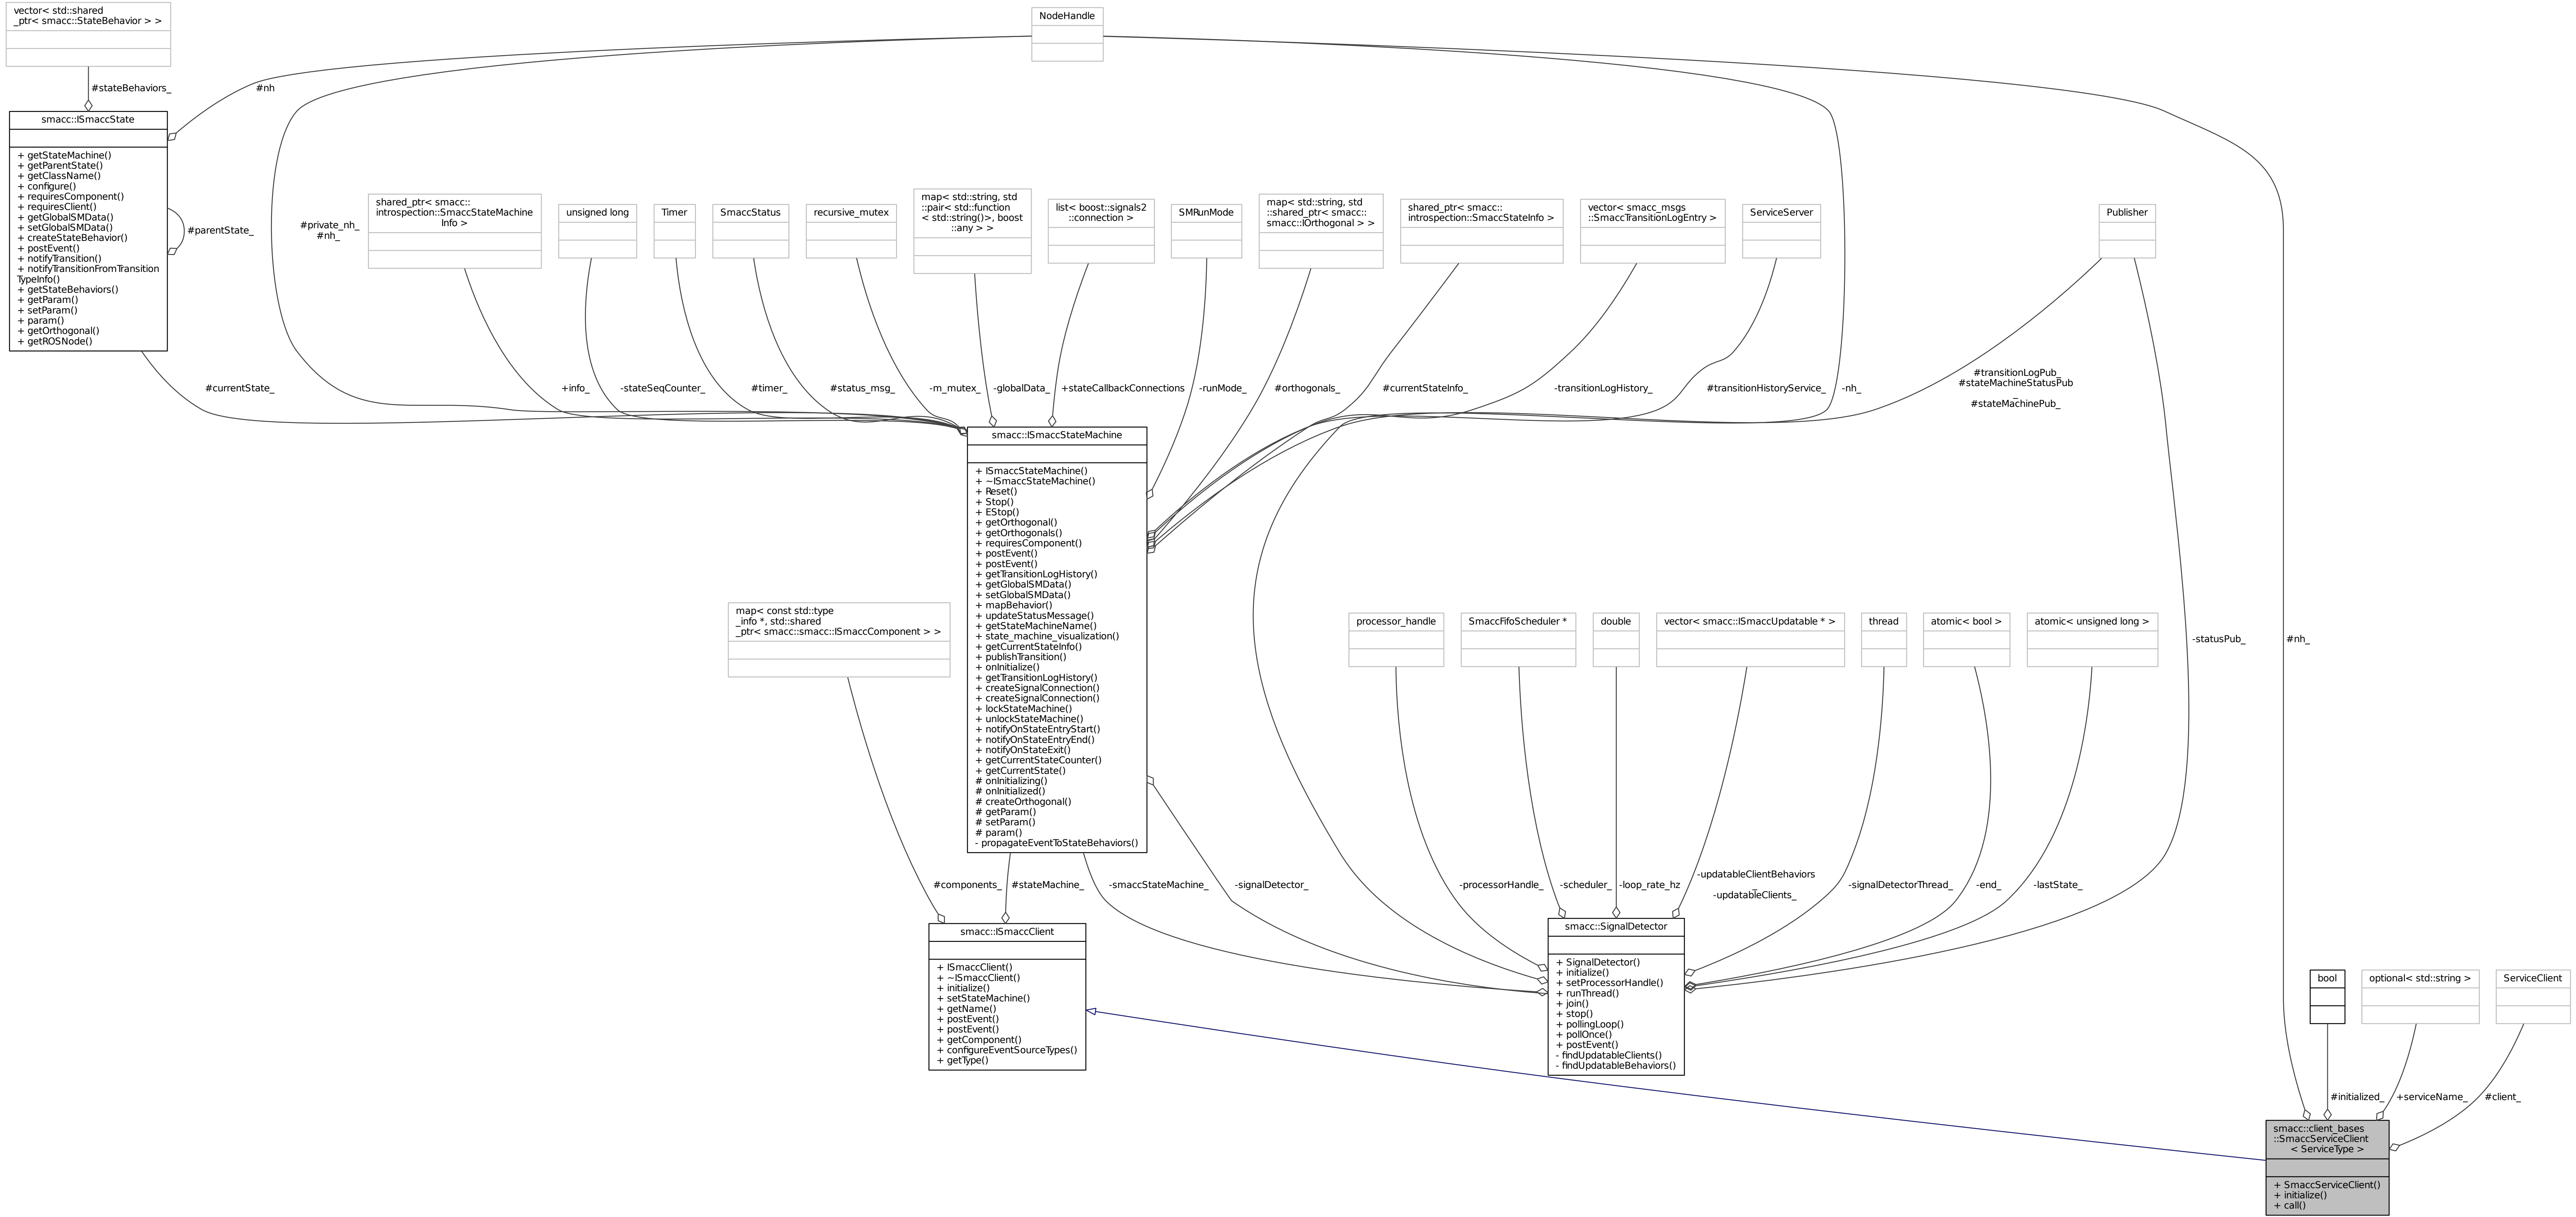 vector< std::shared
_ptr< smacc::StateBehavior > >
NodeHandle
#stateBehaviors_
#nh
smacc::ISmaccState
+ getStateMachine()
+ getParentState()
+ getClassName()
+ configure()
+ requiresComponent()
+ requiresClient()
+ getGlobalSMData()
+ setGlobalSMData()
+ createStateBehavior()
+ postEvent()
+ notifyTransition()
+ notifyTransitionFromTransition
TypeInfo()
+ getStateBehaviors()
+ getParam()
+ setParam()
+ param()
+ getOrthogonal()
+ getROSNode()
#parentState_
#private_nh_
#nh_
shared_ptr< smacc::
introspection::SmaccStateMachine
Info >
unsigned long
Timer
SmaccStatus
recursive_mutex
map< std::string, std
::pair< std::function
< std::string()>, boost
::any > >
list< boost::signals2
::connection >
SMRunMode
map< std::string, std
::shared_ptr< smacc::
smacc::IOrthogonal > >
shared_ptr< smacc::
introspection::SmaccStateInfo >
vector< smacc_msgs
::SmaccTransitionLogEntry >
ServiceServer
Publisher
#currentState_
+info_
-stateSeqCounter_
#timer_
#status_msg_
-m_mutex_
-globalData_
+stateCallbackConnections
-runMode_
#orthogonals_
#currentStateInfo_
-transitionLogHistory_
#transitionHistoryService_
-nh_
#transitionLogPub_
#stateMachineStatusPub
_
#stateMachinePub_
smacc::ISmaccStateMachine
+ ISmaccStateMachine()
+ ~ISmaccStateMachine()
+ Reset()
+ Stop()
+ EStop()
+ getOrthogonal()
+ getOrthogonals()
+ requiresComponent()
+ postEvent()
+ postEvent()
+ getTransitionLogHistory()
+ getGlobalSMData()
+ setGlobalSMData()
+ mapBehavior()
+ updateStatusMessage()
+ getStateMachineName()
+ state_machine_visualization()
+ getCurrentStateInfo()
+ publishTransition()
+ onInitialize()
+ getTransitionLogHistory()
+ createSignalConnection()
+ createSignalConnection()
+ lockStateMachine()
+ unlockStateMachine()
+ notifyOnStateEntryStart()
+ notifyOnStateEntryEnd()
+ notifyOnStateExit()
+ getCurrentStateCounter()
+ getCurrentState()
# onInitializing()
# onInitialized()
# createOrthogonal()
# getParam()
# setParam()
# param()
- propagateEventToStateBehaviors()
map< const std::type
_info *, std::shared
_ptr< smacc::smacc::ISmaccComponent > >
processor_handle
SmaccFifoScheduler *
double
vector< smacc::ISmaccUpdatable * >
thread
atomic< bool >
atomic< unsigned long >
-statusPub_
#nh_
#components_
#stateMachine_
-smaccStateMachine_
-signalDetector_
-processorHandle_
-scheduler_
-loop_rate_hz
-updatableClientBehaviors
_
-updatableClients_
-signalDetectorThread_
-end_
-lastState_
smacc::ISmaccClient
+ ISmaccClient()
+ ~ISmaccClient()
+ initialize()
+ setStateMachine()
+ getName()
+ postEvent()
+ postEvent()
+ getComponent()
+ configureEventSourceTypes()
+ getType()
smacc::SignalDetector
+ SignalDetector()
+ initialize()
+ setProcessorHandle()
+ runThread()
+ join()
+ stop()
+ pollingLoop()
+ pollOnce()
+ postEvent()
- findUpdatableClients()
- findUpdatableBehaviors()
bool
optional< std::string >
ServiceClient
#initialized_
+serviceName_
#client_
smacc::client_bases
::SmaccServiceClient
< ServiceType >
+ SmaccServiceClient()
+ initialize()
+ call()